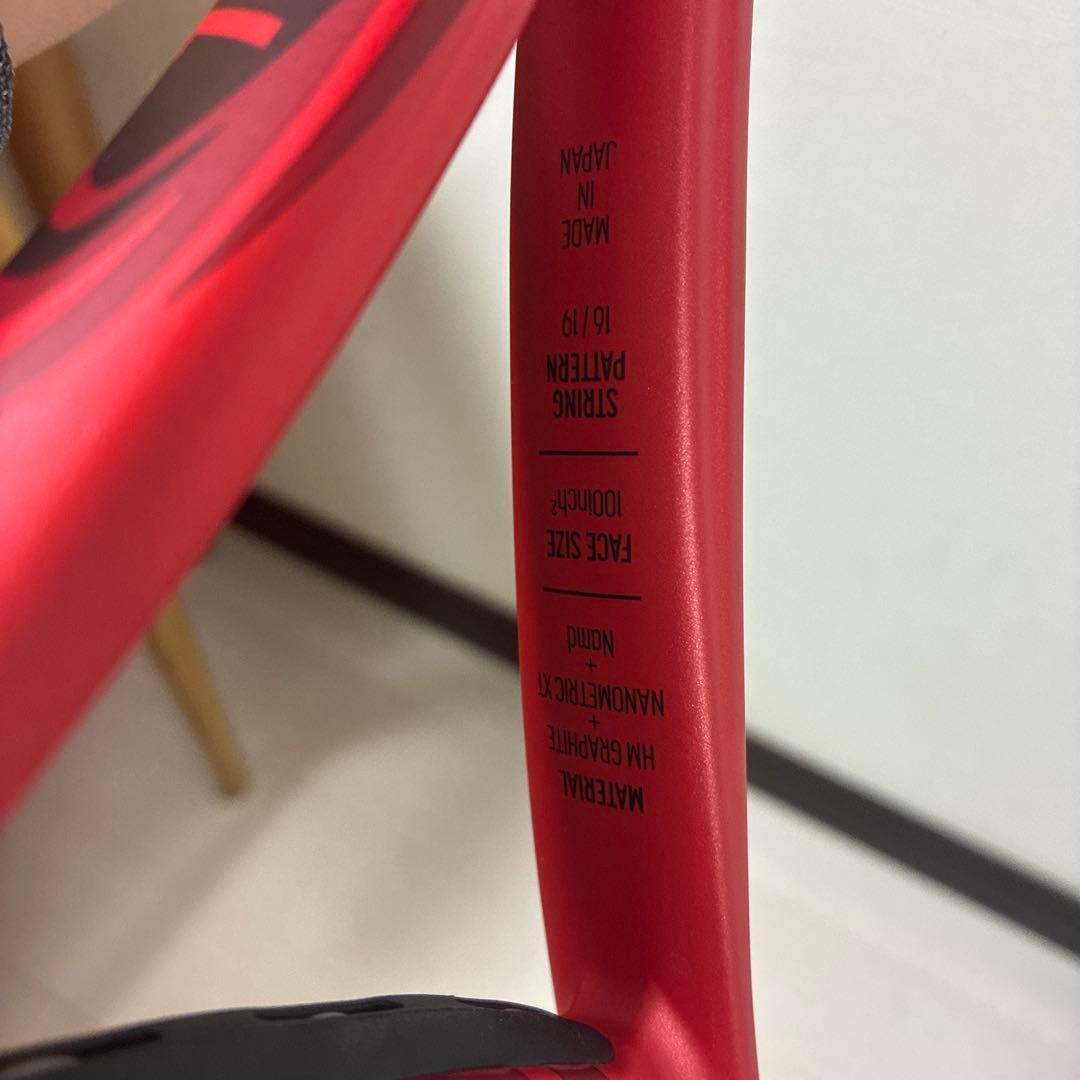 MATERIAL
HM GRAPHITE
+
NANOMETRIC XT
+
Namd
FACE SIZE
100inch²
STRING
PATTERN
16 / 19
MADE
IN
JAPAN